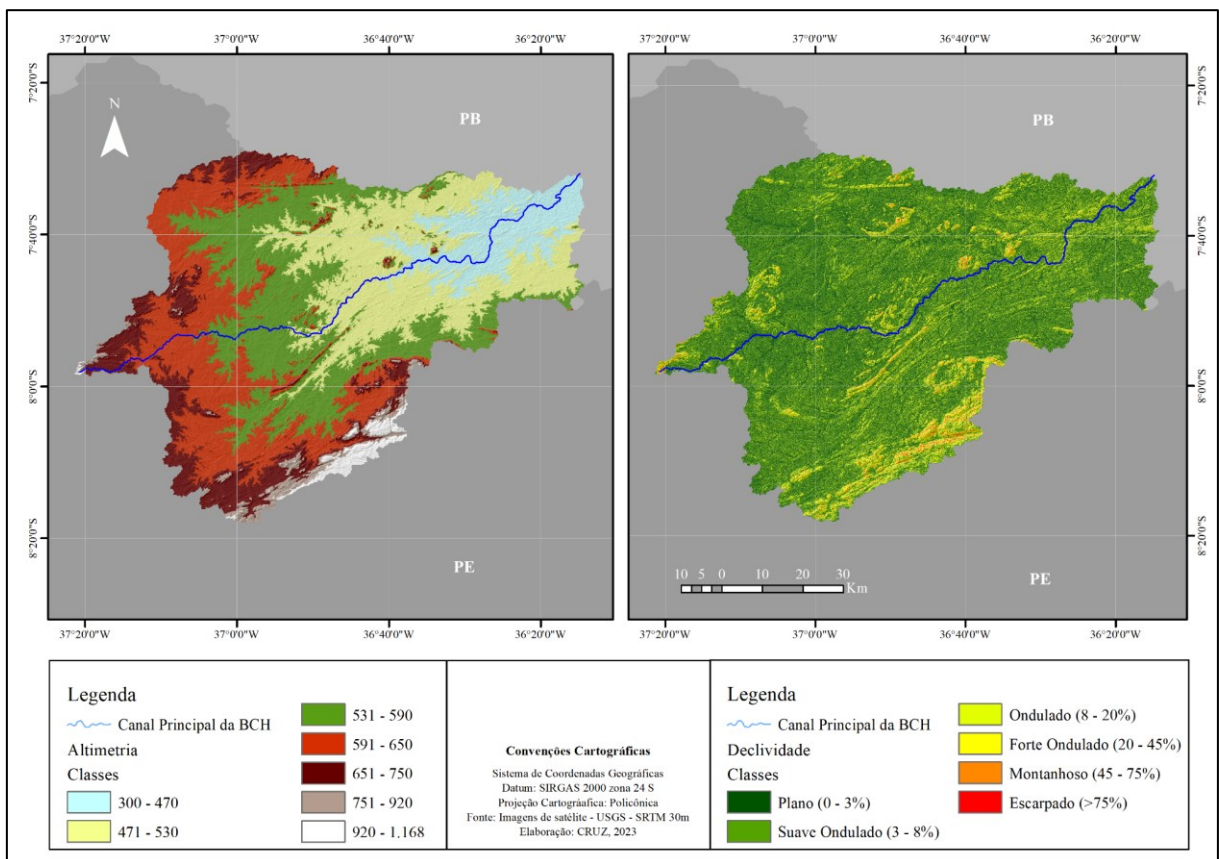 37°20'0"W 37°0'0"W 36°40'0"W 36°20'0"W
37°20'0"W 37°0'0"W 36°40'0"W 36°20'0"W
7°20'0"S
7°40'0"S
8°0'0"S
8°20'0"S
N
PB
PE
37°20'0"W 37°0'0"W 36°40'0"W 36°20'0"W
7°20'0"S
7°40'0"S
8°0'0"S
8°20'0"S
PB
PE
10 5 0 10 20 30
Km
37°20'0"W 37°0'0"W 36°40'0"W 36°20'0"W
Legenda
Canal Principal da BCH
Altimetria
Classes
300 - 470
471 - 530
531 - 590
591 - 650
651 - 750
751 - 920
920 - 1.168
Convenções Cartográficas
Sistema de Coordenadas Geográficas
Datum: SIRGAS 2000 zona 24 S
Projeção Cartograáfica: Policônica
Fonte: Imagens de satélite - USGS - SRTM 30m
Elaboração: CRUZ, 2023
Legenda
Canal Principal da BCH
Declividade
Classes
Plano (0 - 3%)
Suave Ondulado (3 - 8%)
Ondulado (8 - 20%)
Forte Ondulado (20 - 45%)
Montanhoso (45 - 75%)
Escarpado (>75%)